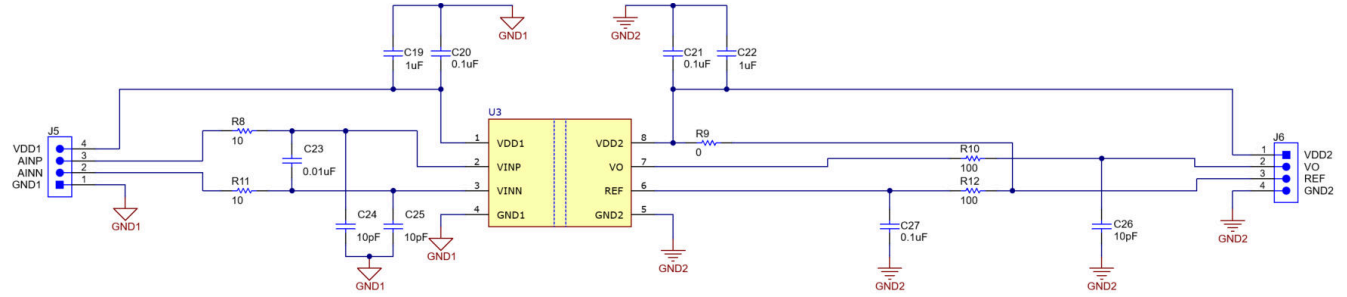 GND1
GND2
C19
1uF
C20
0.1uF
C21
0.1uF
C22
1uF
J5
VDD1
4
AINP
3
AINN
2
GND1
1
GND1
R8
10
R11
10
C23
0.01uF
C24
10pF
C25
10pF
GND1
GND1
U3
1
VDD1
2
VINP
3
VINN
4
GND1
VDD2
8
VO
7
REF
6
GND2
5
GND2
R9
0
R10
100
R12
100
C27
0.1uF
GND2
C26
10pF
GND2
J6
1
VDD2
2
VO
3
REF
4
GND2
GND2